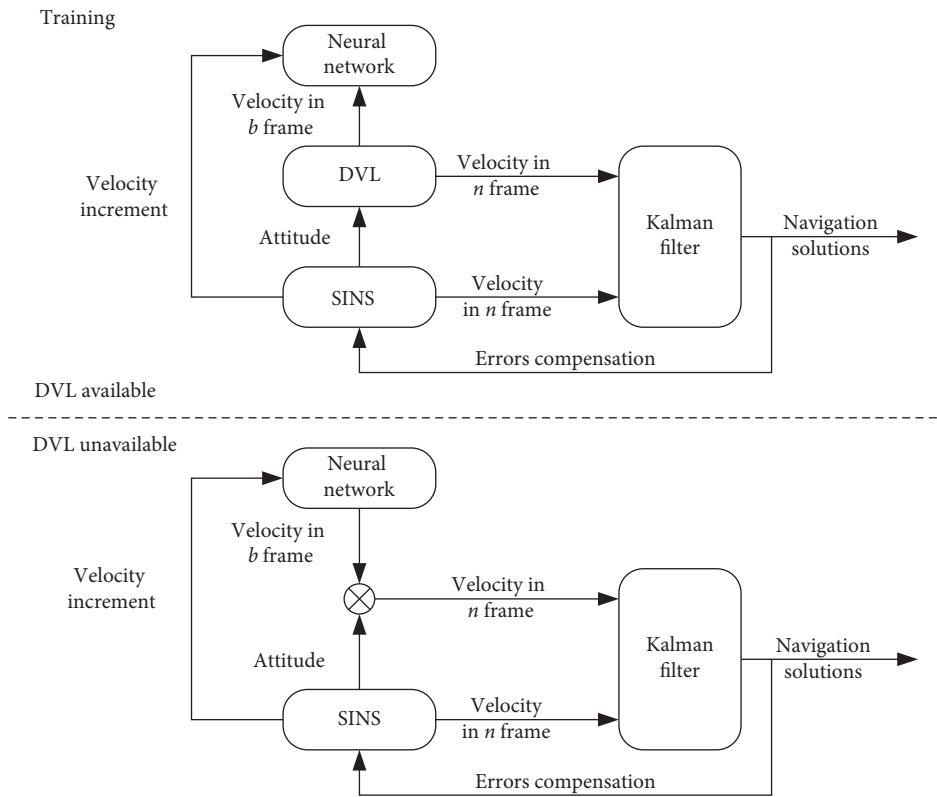 Training
Neural
network
Velocity in
b frame
Velocity
increment
DVL
Velocity in
n frame
Attitude
Kalman
filter
Navigation
solutions
SINS
Velocity
in n frame
Errors compensation
DVL available
DVL unavailable
Neural
network
Velocity in
b frame
Velocity
increment
Velocity in
n frame
Attitude
Kalman
filter
Navigation
solutions
SINS
Velocity
in n frame
Errors compensation